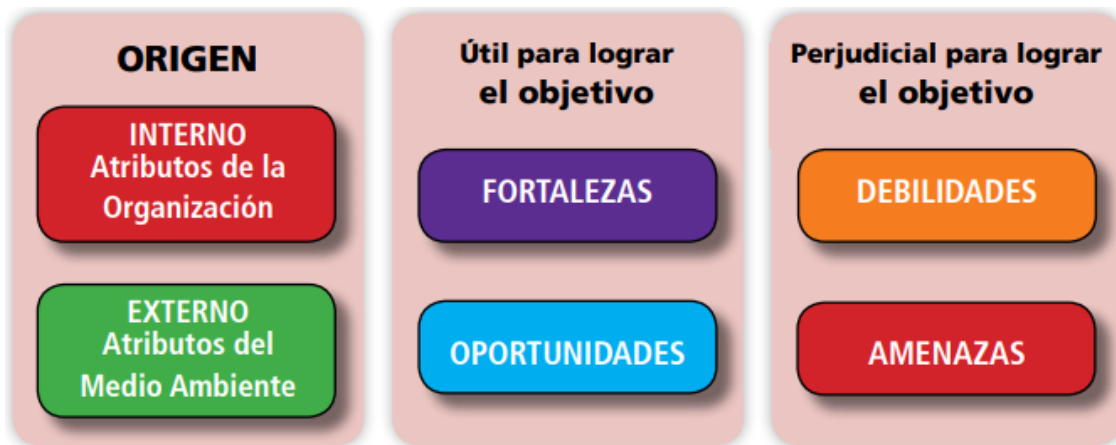 ORIGEN
INTERNO
Atributos de la
Organización
EXTERNO
Atributos del
Medio Ambiente
Útil para lograr
el objetivo
FORTALEZAS
OPORTUNIDADES
Perjudicial para lograr
el objetivo
DEBILIDADES
AMENAZAS